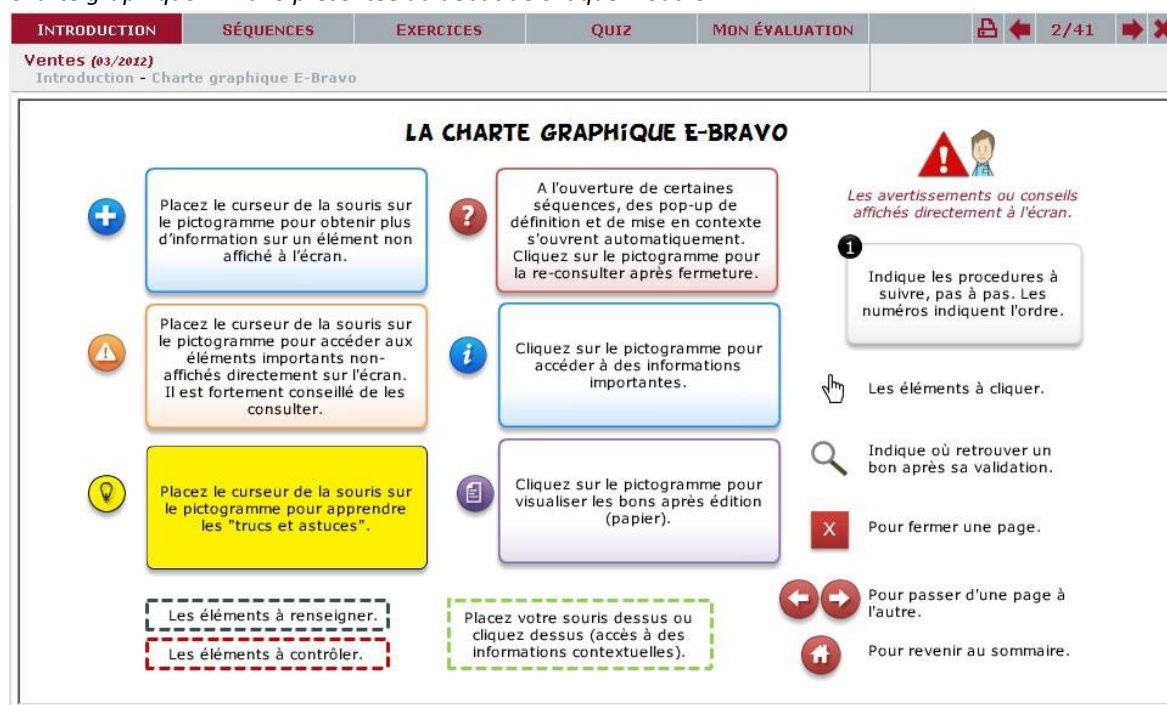 INTRODUCTION SÉQUENCES EXERCICES QUIZ MON ÉVALUATION 2/41
Ventes (03/2012)
Introduction - Charte graphique E-Bravo
LA CHARTE GRAPHIQUE E-BRAVO
Placez le curseur de la souris sur
le pictogramme pour obtenir plus
d'information sur un élément non
affiché à l'écran.
?
A l'ouverture de certaines
séquences, des pop-up de
définition et de mise en contexte
s'ouvrent automatiquement.
Cliquez sur le pictogramme pour
la re-consulter après fermeture.
Les avertissements ou conseils
affichés directement à l'écran.
1
Indique les procedures à
suivre, pas à pas. Les
numéros indiquent l'ordre.
Placez le curseur de la souris sur
le pictogramme pour accéder aux
éléments importants non-
affichés directement sur l'écran.
Il est fortement conseillé de les
consulter.
i
Cliquez sur le pictogramme pour
accéder à des informations
importantes.
Les éléments à cliquer.
Indique où retrouver un
bon après sa validation.
Placez le curseur de la souris sur
le pictogramme pour apprendre
les "trucs et astuces".
Cliquez sur le pictogramme pour
visualiser les bons après édition
(papier).
X
Pour fermer une page.
Les éléments à renseigner.
Les éléments à contrôler.
Placez votre souris dessus ou
cliquez dessus (accès à des
informations contextuelles).
Pour passer d'une page à
l'autre.
Pour revenir au sommaire.